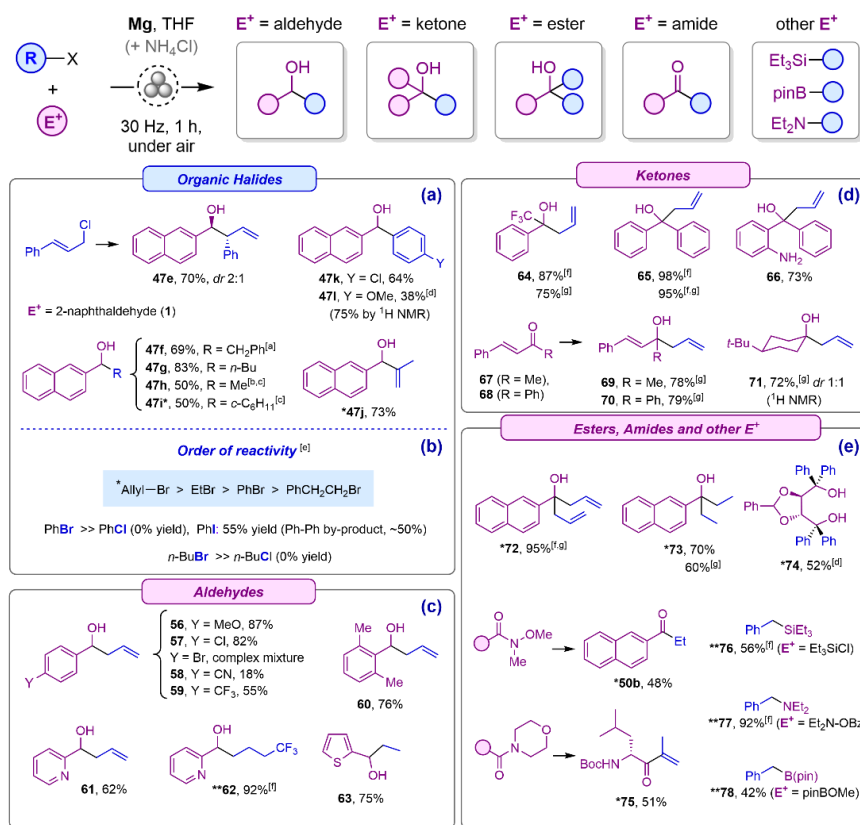 Mg, THF
(+ NH4Cl)
R–X
+
E+
30 Hz, 1 h,
under air
E+ = aldehyde
OH
E+ = ketone
OH
E+ = ester
HO
E+ = amide
O
other E+
Et3Si
pinB
Et2N
Organic Halides
(a)
Cl
Ph
OH
Ph
47e, 70%, dr 2:1
OH
Y
47k, Y = Cl, 64%
47l, Y = OMe, 38%[d]
(75% by 1H NMR)
E+ = 2-naphthaldehyde (1)
OH
R
47f, 69%, R = CH2Ph[a]
47g, 83%, R = n-Bu
47h, 50%, R = Me[b,c]
47i*, 50%, R = c-C6H11[c]
OH
*47j, 73%
Order of reactivity [e]
(b)
*Allyl–Br > EtBr > PhBr > PhCH2CH2Br
PhBr >> PhCl (0% yield), PhI: 55% yield (Ph-Ph by-product, ~50%)
n-BuBr >> n-BuCl (0% yield)
Aldehydes
(c)
OH
Y
56, Y = MeO, 87%
57, Y = Cl, 82%
Y = Br, complex mixture
58, Y = CN, 18%
59, Y = CF3, 55%
Me
OH
Me
60, 76%
OH
N
61, 62%
OH
CF3
N
**62, 92%[f]
S
OH
63, 75%
Ketones
(d)
F3C
OH
64, 87%[f]
75%[g]
HO
65, 98%[f]
95%[f,g]
HO
NH2
66, 73%
O
Ph
R
67 (R = Me),
68 (R = Ph)
OH
Ph
R
69, R = Me, 78%[g]
70, R = Ph, 79%[g]
OH
t-Bu
71, 72%,[g] dr 1:1
(1H NMR)
Esters, Amides and other E+
(e)
OH
*72, 95%[f,g]
OH
*73, 70%
60%[g]
Ph
Ph
OH
O
Ph
O
OH
Ph
Ph
*74, 52%[d]
O
N
OMe
Me
O
Et
*50b, 48%
Ph
SiEt3
**76, 56%[f] (E+ = Et3SiCl)
Ph
NEt2
**77, 92%[f] (E+ = Et2N-OBz)
O
N
O
BocHN
O
*75, 51%
Ph
B(pin)
**78, 42% (E+ = pinBOMe)